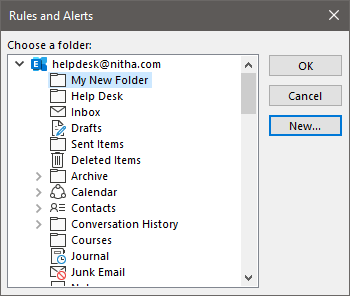 Rules and Alerts
Choose a folder:
helpdesk@nitha.com
My New Folder
Help Desk
Inbox
Drafts
Sent Items
Deleted Items
Archive
Calendar
Contacts
Conversation History
Courses
Journal
Junk Email
OK
Cancel
New...